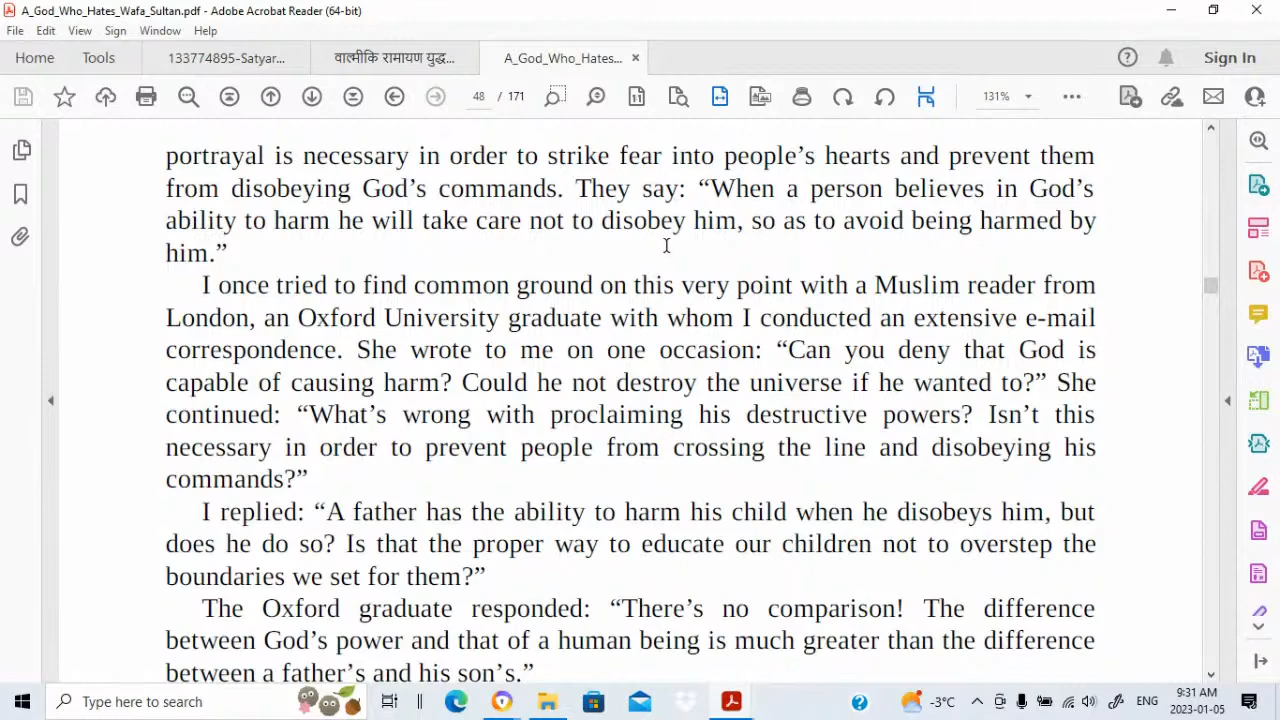 A_God_Who_Hates_Wafa_Sultan.pdf - Adobe Acrobat Reader (64-bit)
File Edit View Sign Window Help
Home Tools 133774895-Satyar... वाल्मीकि रामायण युद्ध... A_God_Who_Hates... × Sign In
48 / 171 131%
portrayal is necessary in order to strike fear into people’s hearts and prevent them
from disobeying God’s commands. They say: “When a person believes in God’s
ability to harm he will take care not to disobey him, so as to avoid being harmed by
him.”
I once tried to find common ground on this very point with a Muslim reader from
London, an Oxford University graduate with whom I conducted an extensive e-mail
correspondence. She wrote to me on one occasion: “Can you deny that God is
capable of causing harm? Could he not destroy the universe if he wanted to?” She
continued: “What’s wrong with proclaiming his destructive powers? Isn’t this
necessary in order to prevent people from crossing the line and disobeying his
commands?”
I replied: “A father has the ability to harm his child when he disobeys him, but
does he do so? Is that the proper way to educate our children not to overstep the
boundaries we set for them?”
The Oxford graduate responded: “There’s no comparison! The difference
between God’s power and that of a human being is much greater than the difference
between a father’s and his son’s.”
Type here to search -3°C ENG 9:31 AM
2023-01-05